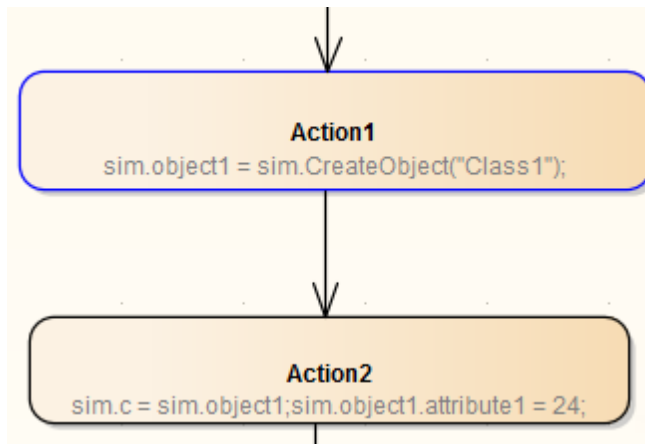 Action1
sim.object1 = sim.CreateObject("Class1");
Action2
sim.c = sim.object1;sim.object1.attribute1 = 24;